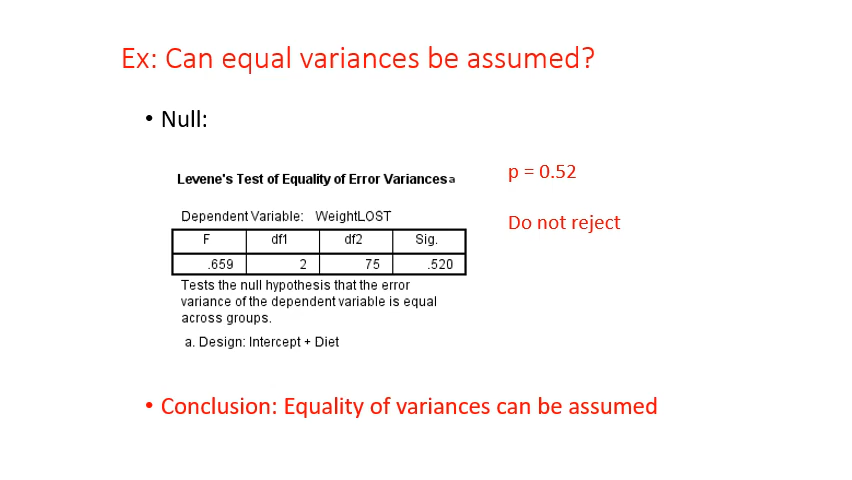 Ex: Can equal variances be assumed?
• Null:
Levene's Test of Equality of Error Variancesa
p = 0.52
Dependent Variable: WeightLOST
Do not reject
F df1 df2 Sig.
.659 2 75 .520
Tests the null hypothesis that the error
variance of the dependent variable is equal
across groups.
a. Design: Intercept + Diet
• Conclusion: Equality of variances can be assumed